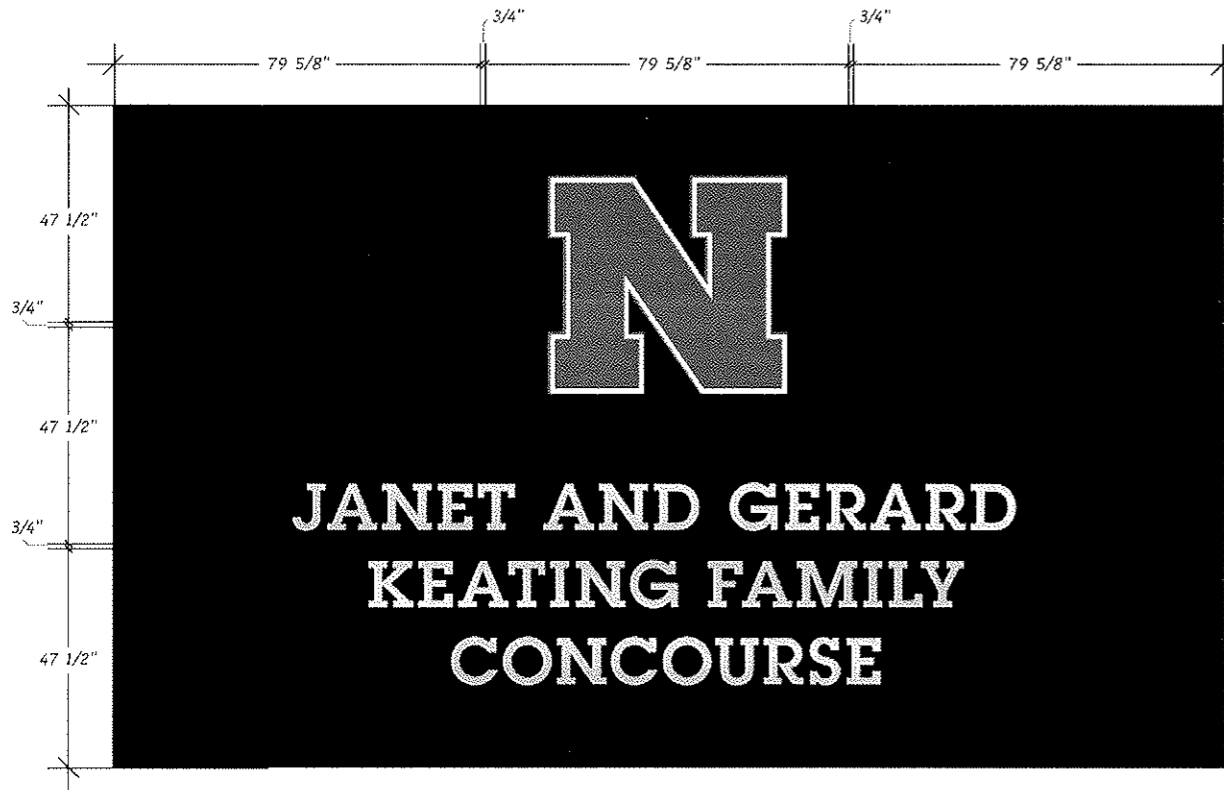 3/4" 3/4"
79 5/8" 79 5/8" 79 5/8"
47 1/2"
3/4"
47 1/2"
3/4"
47 1/2"
N
JANET AND GERARD
KEATING FAMILY
CONCOURSE